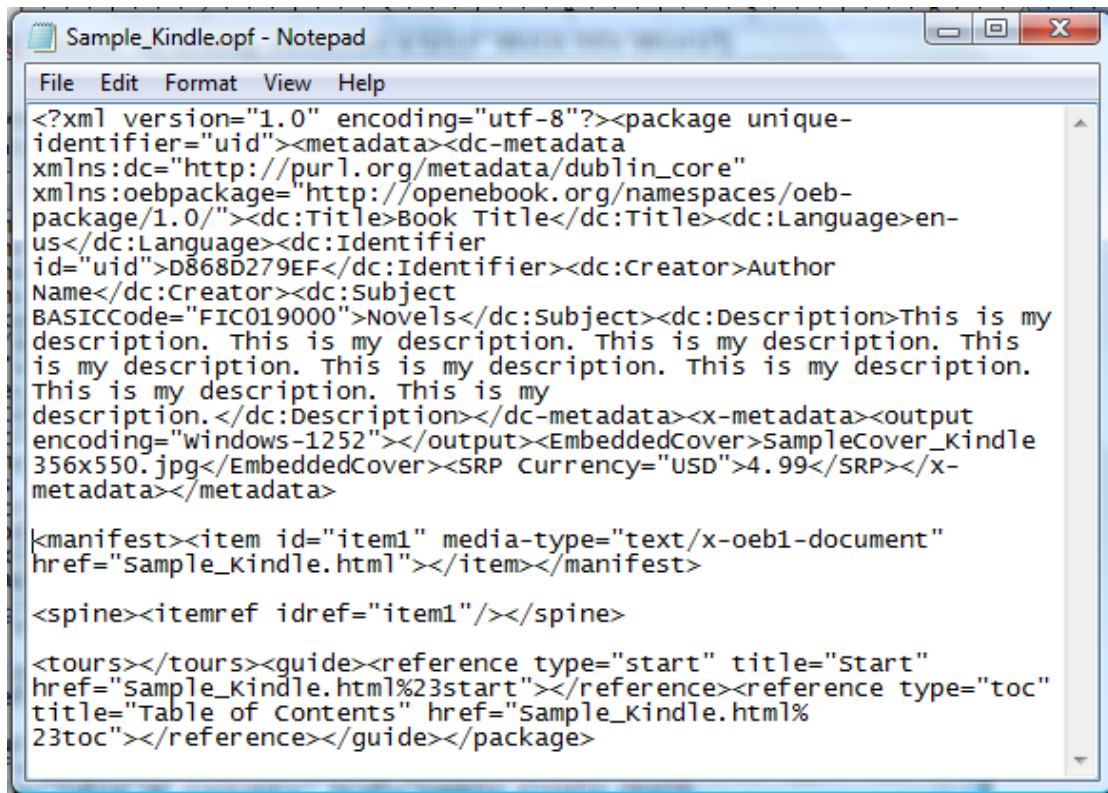 Sample_Kindle.opf - Notepad
File Edit Format View Help
<?xml version="1.0" encoding="utf-8"?><package unique-
identifier="uid"><metadata><dc-metadata
xmlns:dc="http://purl.org/metadata/dublin_core"
xmlns:oebpackage="http://openebook.org/namespaces/oeb-
package/1.0/"><dc:Title>Book Title</dc:Title><dc:Language>en-
us</dc:Language><dc:Identifier
id="uid">D868D279EF</dc:Identifier><dc:Creator>Author
Name</dc:Creator><dc:Subject
BASICCode="FIC019000">Novels</dc:Subject><dc:Description>This is my
description. This is my description. This is my description. This
is my description. This is my description. This is my description.
This is my description. This is my
description.</dc:Description></dc-metadata><x-metadata><output
encoding="Windows-1252"></output><EmbeddedCover>SampleCover_Kindle
356x550.jpg</EmbeddedCover><SRP Currency="USD">4.99</SRP></x-
metadata></metadata>
<manifest><item id="item1" media-type="text/x-oeb1-document"
href="Sample_Kindle.html"></item></manifest>
<spine><itemref idref="item1"/></spine>
<tours></tours><guide><reference type="start" title="Start"
href="Sample_Kindle.html%23start"></reference><reference type="toc"
title="Table of Contents" href="Sample_Kindle.html%
23toc"></reference></guide></package>